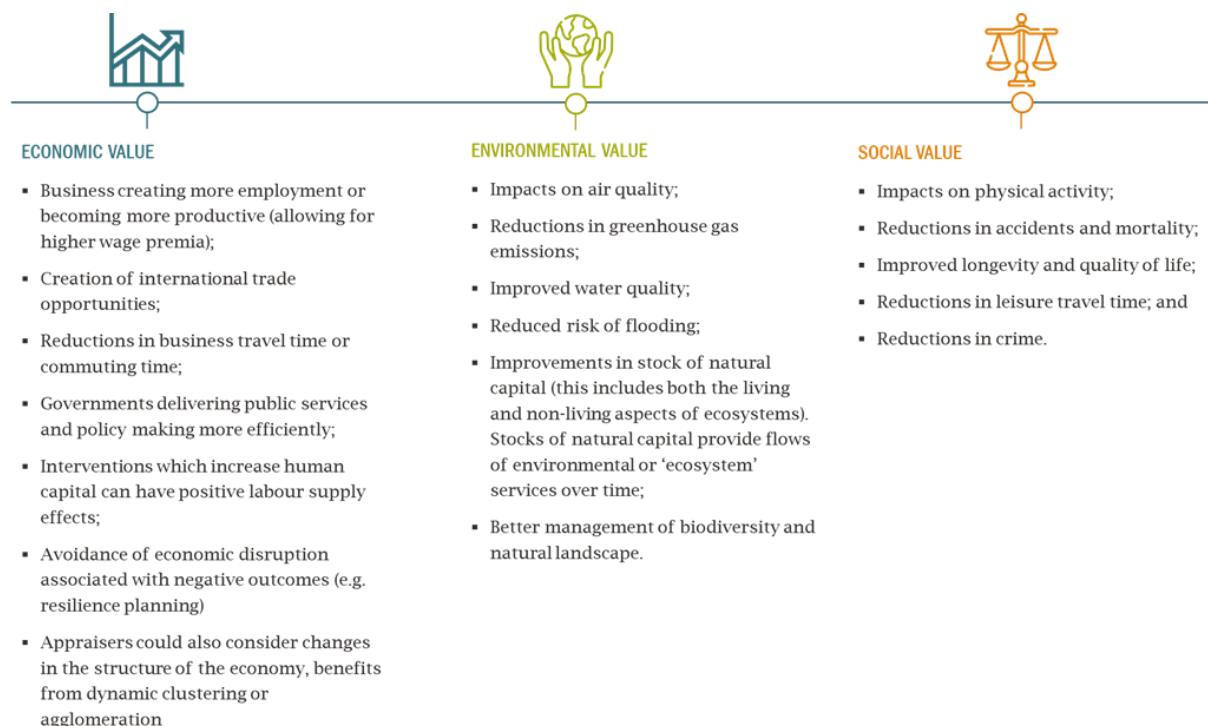 ECONOMIC VALUE
▪ Business creating more employment or
becoming more productive (allowing for
higher wage premia);
▪ Creation of international trade
opportunities;
▪ Reductions in business travel time or
commuting time;
▪ Governments delivering public services
and policy making more efficiently;
▪ Interventions which increase human
capital can have positive labour supply
effects;
▪ Avoidance of economic disruption
associated with negative outcomes (e.g.
resilience planning)
▪ Appraisers could also consider changes
in the structure of the economy, benefits
from dynamic clustering or
agglomeration
ENVIRONMENTAL VALUE
▪ Impacts on air quality;
▪ Reductions in greenhouse gas
emissions;
▪ Improved water quality;
▪ Reduced risk of flooding;
▪ Improvements in stock of natural
capital (this includes both the living
and non-living aspects of ecosystems).
Stocks of natural capital provide flows
of environmental or ‘ecosystem’
services over time;
▪ Better management of biodiversity and
natural landscape.
SOCIAL VALUE
▪ Impacts on physical activity;
▪ Reductions in accidents and mortality;
▪ Improved longevity and quality of life;
▪ Reductions in leisure travel time; and
▪ Reductions in crime.